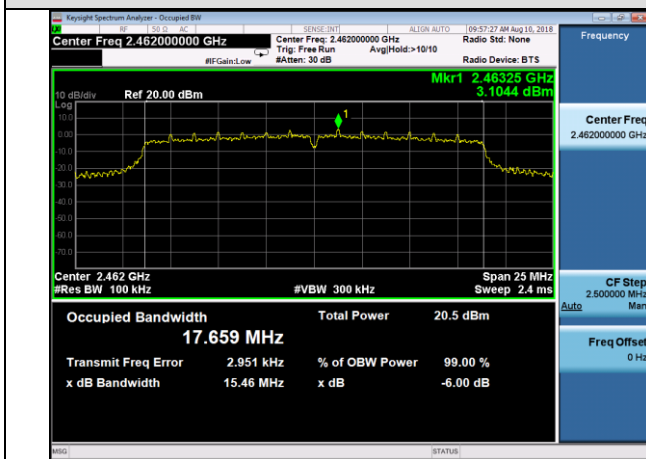 Keysight Spectrum Analyzer - Occupied BW
RF 50 Ω AC SENSE:INT ALIGN AUTO 09:57:27 AM Aug 10, 2018
Center Freq 2.462000000 GHz
Center Freq: 2.462000000 GHz
Radio Std: None
Trig: Free Run Avg|Hold:>10/10
#IFGain:Low #Atten: 30 dB Radio Device: BTS
Frequency
Mkr1 2.46325 GHz
3.1044 dBm
10 dB/div Ref 20.00 dBm
Log
10.0
0.00
-10.0
-20.0
-30.0
-40.0
-50.0
-60.0
-70.0
1
Center 2.462 GHz Span 25 MHz
#Res BW 100 kHz #VBW 300 kHz Sweep 2.4 ms
Occupied Bandwidth Total Power 20.5 dBm
17.659 MHz
Transmit Freq Error 2.951 kHz % of OBW Power 99.00 %
x dB Bandwidth 15.46 MHz x dB -6.00 dB
Center Freq
2.462000000 GHz
CF Step
2.500000 MHz
Auto Man
Freq Offset
0 Hz
MSG STATUS